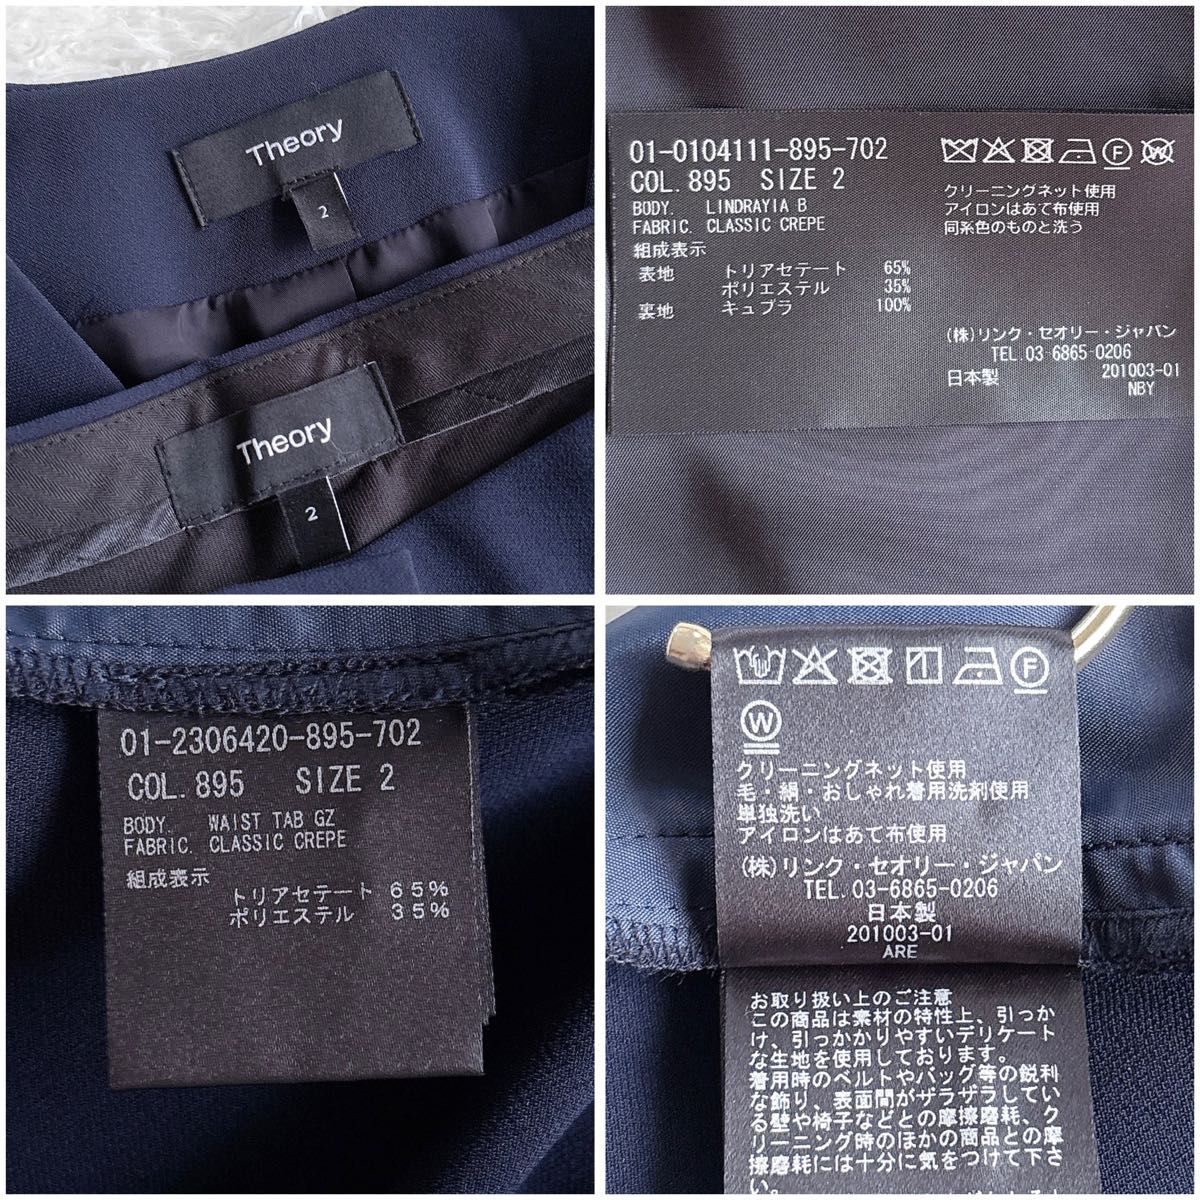 Theory
2
Theory
2
01-0104111-895-702
COL. 895 SIZE 2
BODY. LINDRAYIA B
FABRIC. CLASSIC CREPE
組成表示
表地 トリアセテート 65%
ポリエステル 35%
裏地 キュプラ 100%
F
W
クリーニングネット使用
アイロンはあて布使用
同系色のものと洗う
(株)リンク・セオリー・ジャパン
TEL.03 6865-0206
日本製 201003-01
NBY
01-2306420-895-702
COL. 895 SIZE 2
BODY. WAIST TAB GZ
FABRIC. CLASSIC CREPE
組成表示
トリアセテート 65%
ポリエステル 35%
F
W
クリーニングネット使用
毛・絹・おしゃれ着用洗剤使用
単独洗い
アイロンはあて布使用
(株)リンク・セオリー・ジャパン
TEL.03-6865-0206
日本製
201003-01
ARE
お取り扱い上のご注意
この商品は素材の特性上、引っか
け、引っかかりやすいデリケート
な生地を使用しております。
着用時のベルトやバッグ等の鋭利
な飾り、表面間がザラザラしてい
る壁や椅子などとの摩擦磨耗、ク
リーニング時のほかの商品との摩
擦磨耗には十分に気をつけて下さ
い。